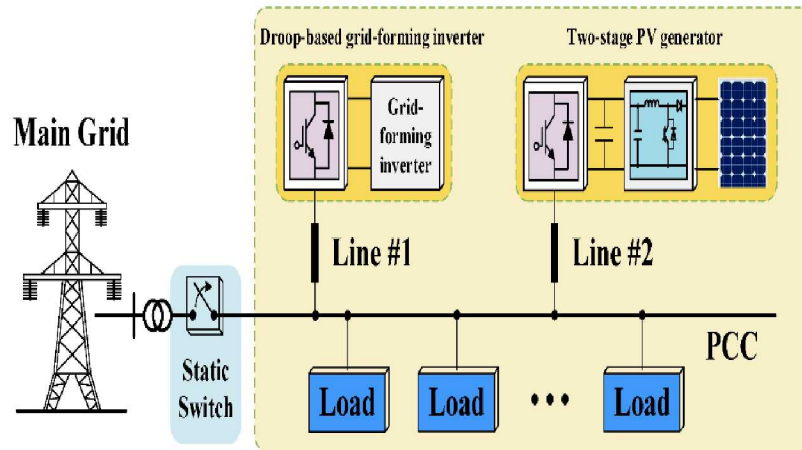 Droop-based grid-forming inverter
Two-stage PV generator
Grid-
forming
inverter
Main Grid
Line #1
Line #2
PCC
Static
Switch
Load
Load
Load